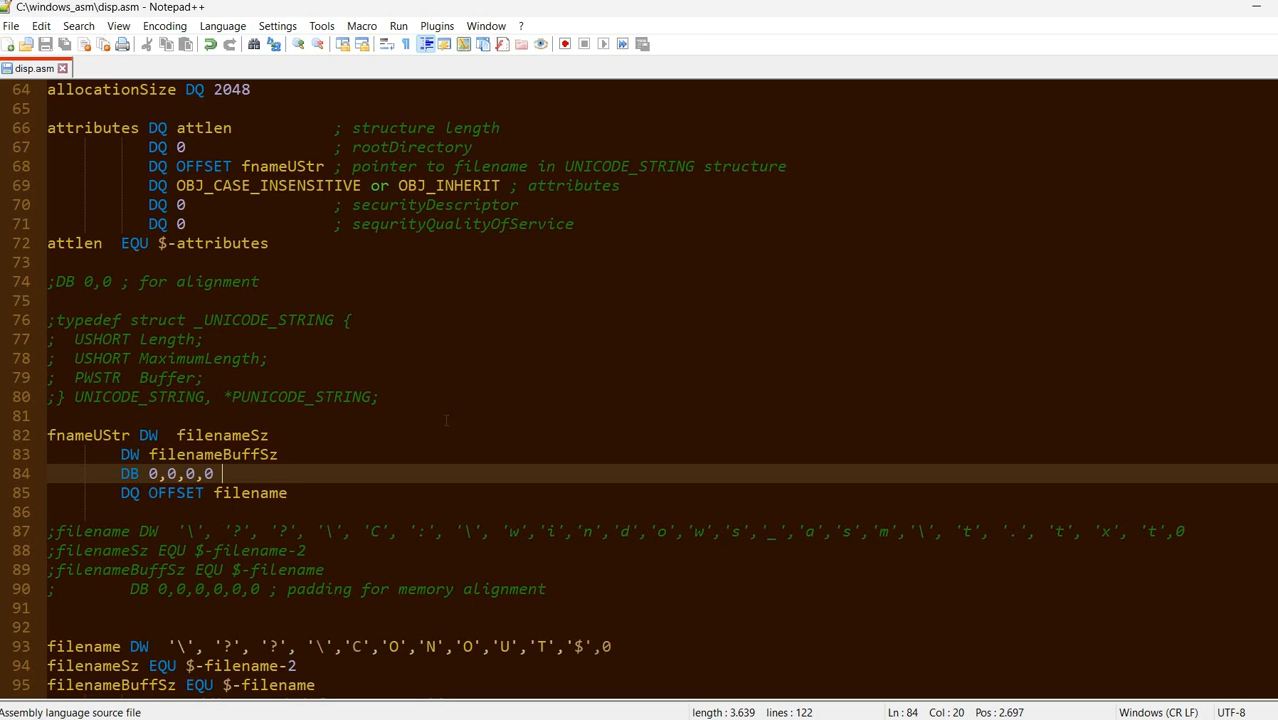 C:\windows_asm\disp.asm - Notepad++
File Edit Search View Encoding Language Settings Tools Macro Run Plugins Window ?
disp.asm
64 allocationSize DQ 2048
65
66 attributes DQ attlen ; structure length
67 DQ 0 ; rootDirectory
68 DQ OFFSET fnameUStr ; pointer to filename in UNICODE_STRING structure
69 DQ OBJ_CASE_INSENSITIVE or OBJ_INHERIT ; attributes
70 DQ 0 ; securityDescriptor
71 DQ 0 ; sequrityQualityOfService
72 attlen EQU $-attributes
73
74 ;DB 0,0 ; for alignment
75
76 ;typedef struct _UNICODE_STRING {
77 ; USHORT Length;
78 ; USHORT MaximumLength;
79 ; PWSTR Buffer;
80 ;} UNICODE_STRING, *PUNICODE_STRING;
81
82 fnameUStr DW filenameSz
83 DW filenameBuffSz
84 DB 0,0,0,0
85 DQ OFFSET filename
86
87 ;filename DW '\', '?', '?', '\', 'C', ':', '\', 'w','i','n','d','o','w','s','_','a','s','m','\', 't', '.', 't', 'x', 't',0
88 ;filenameSz EQU $-filename-2
89 ;filenameBuffSz EQU $-filename
90 ; DB 0,0,0,0,0,0 ; padding for memory alignment
91
92
93 filename DW '\', '?', '?', '\','C','O','N','O','U','T','$',0
94 filenameSz EQU $-filename-2
95 filenameBuffSz EQU $-filename
Assembly language source file length : 3.639 lines : 122 Ln : 84 Col : 20 Pos : 2.697 Windows (CR LF) UTF-8